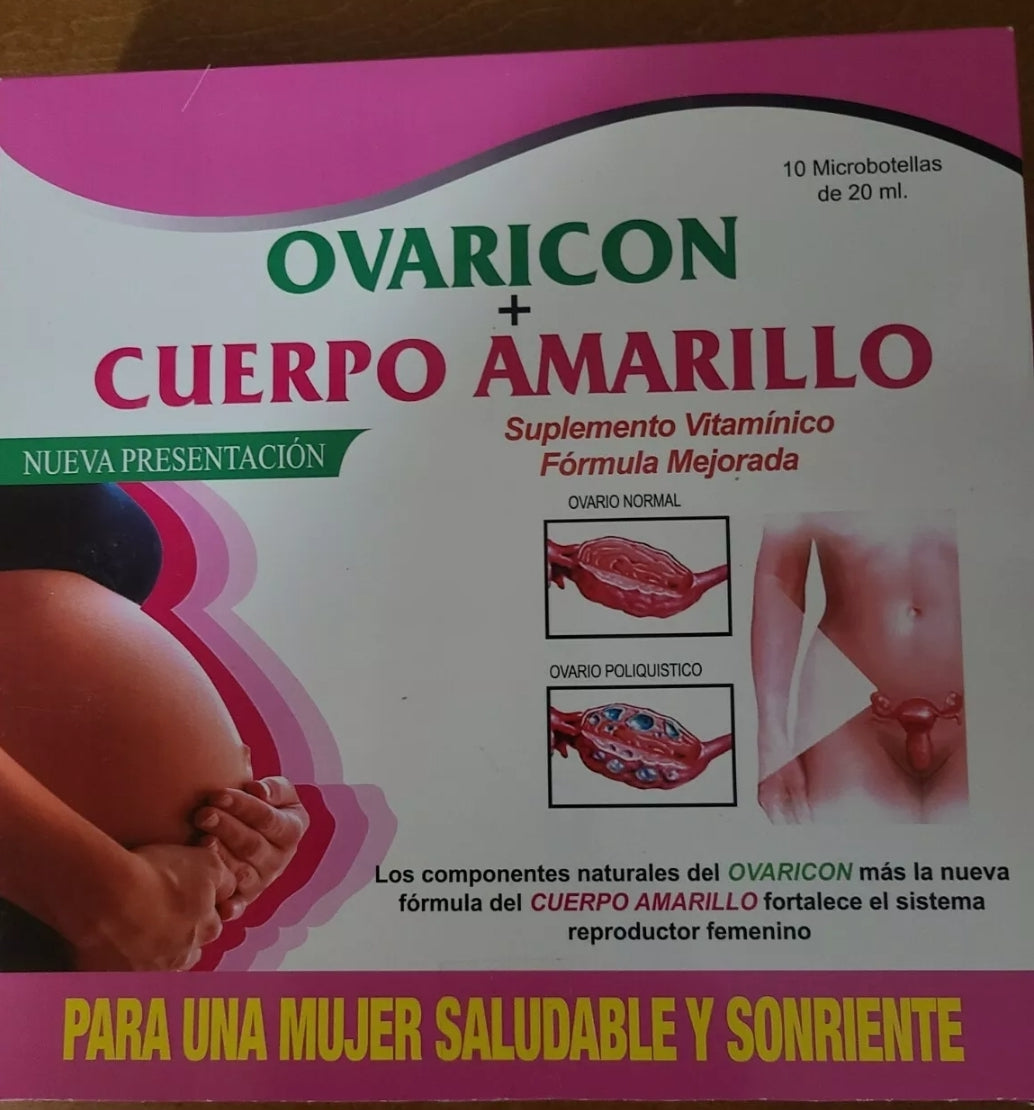 10 Microbotellas
de 20 ml.
OVARICON
+
CUERPO AMARILLO
Suplemento Vitamínico
Fórmula Mejorada
NUEVA PRESENTACIÓN
OVARIO NORMAL
OVARIO POLIQUISTICO
Los componentes naturales del OVARICON más la nueva
fórmula del CUERPO AMARILLO fortalece el sistema
reproductor femenino
PARA UNA MUJER SALUDABLE Y SONRIENTE